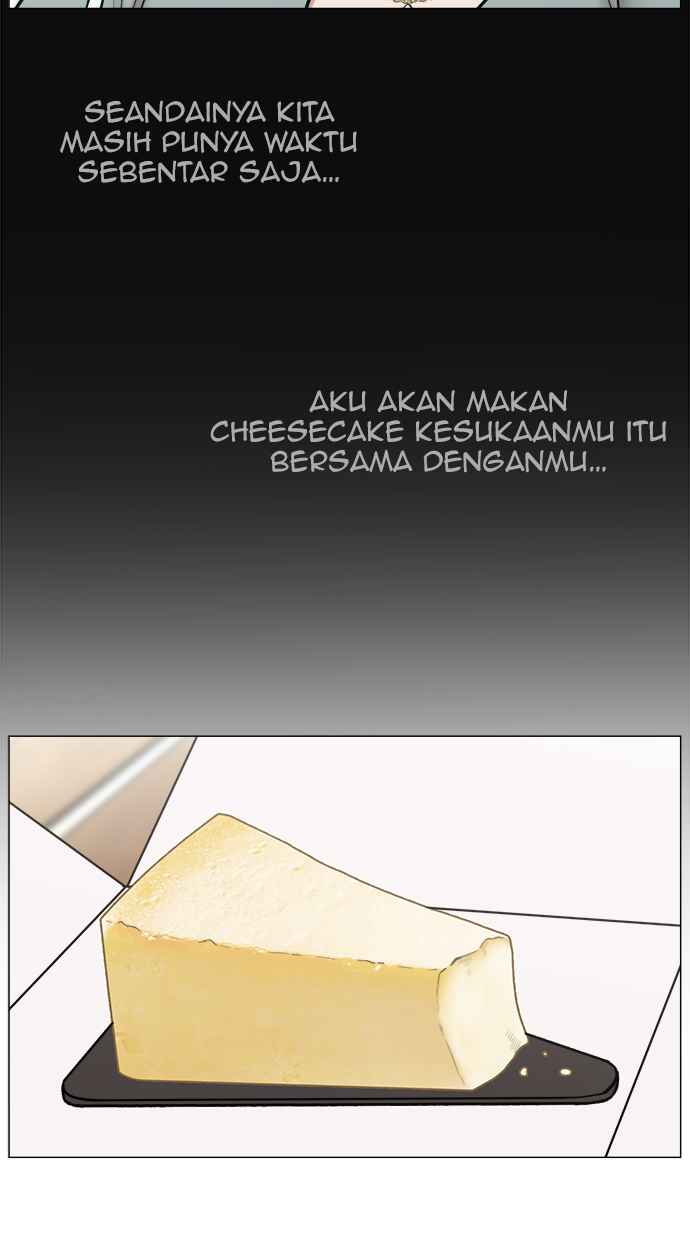 SEANDAINYA KITA
MASIH PUNYA WAKTU
SEBENTAR SAJA...
AKU AKAN MAKAN
CHEESECAKE KESUKAANMU ITU
BERSAMA DENGANMU...